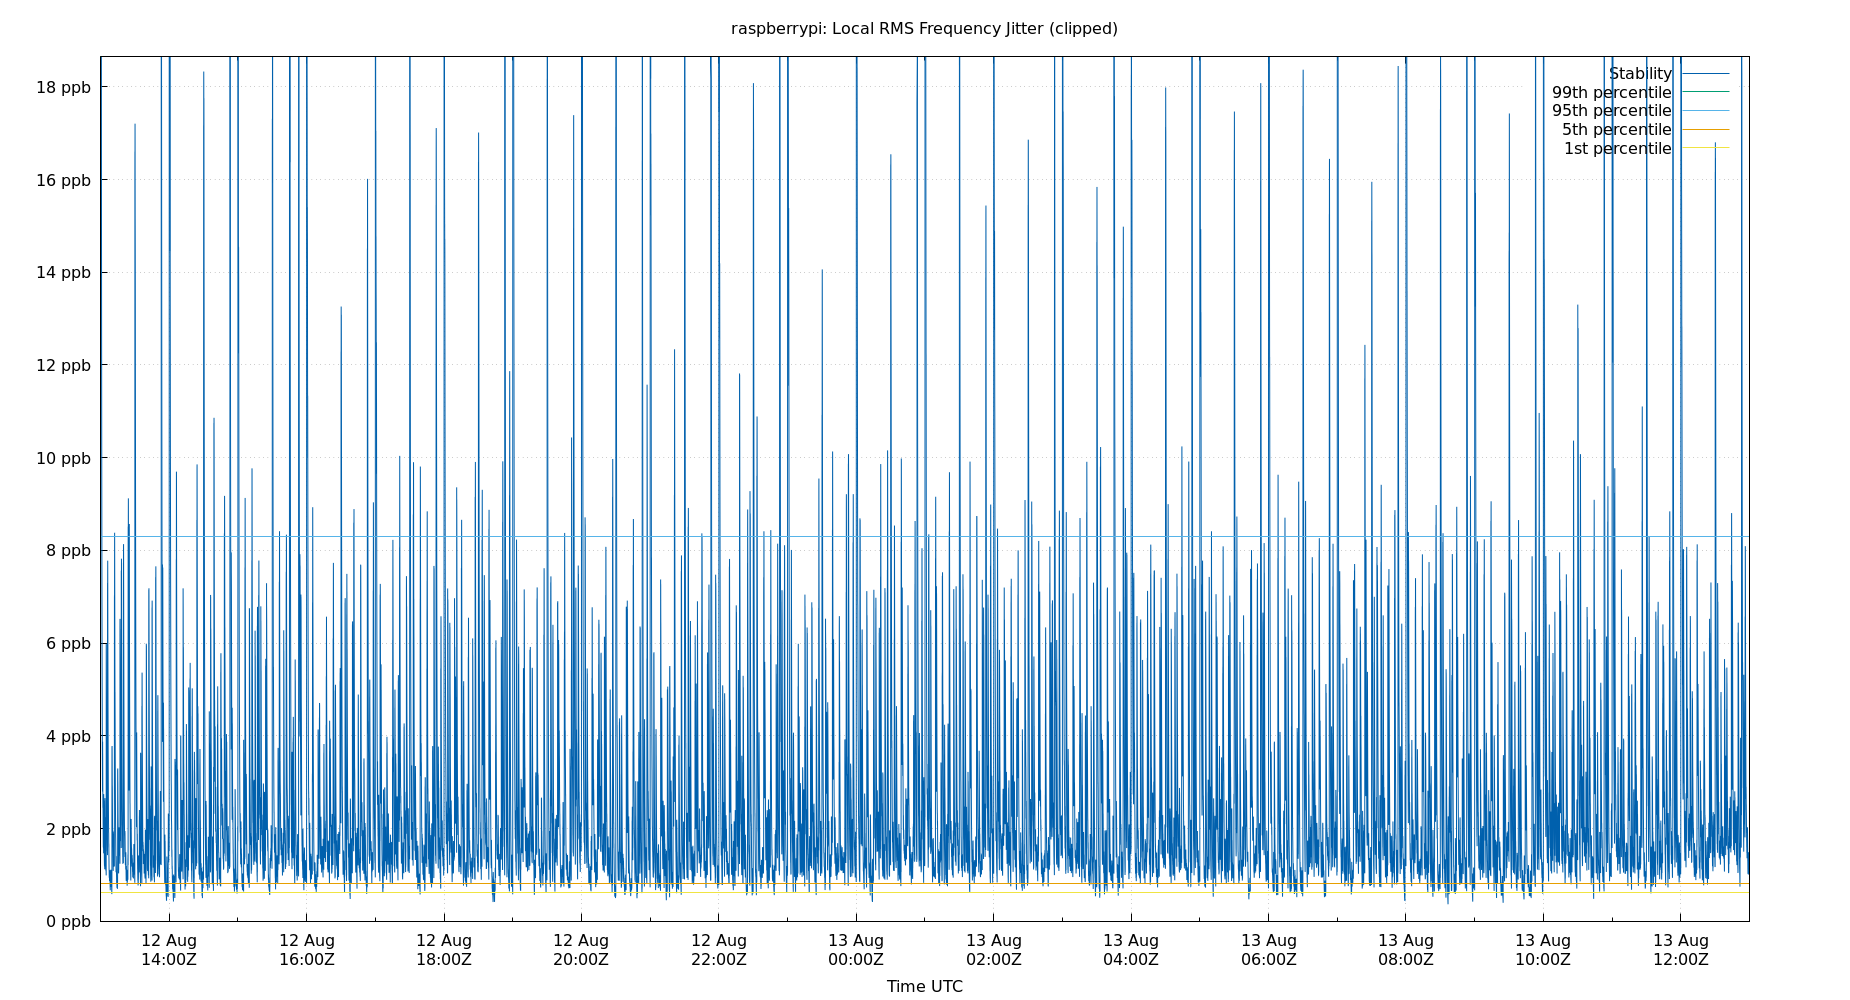 raspberrypi: Local RMS Frequency Jitter (clipped)
18 ppb
16 ppb
14 ppb
12 ppb
10 ppb
8 ppb
6 ppb
4 ppb
2 ppb
0 ppb
Stability
99th percentile
95th percentile
5th percentile
1st percentile
12 Aug 12 Aug 12 Aug 12 Aug 12 Aug 13 Aug 13 Aug 13 Aug 13 Aug 13 Aug 13 Aug 13 Aug
14:00Z 16:00Z 18:00Z 20:00Z 22:00Z 00:00Z 02:00Z 04:00Z 06:00Z 08:00Z 10:00Z 12:00Z
Time UTC